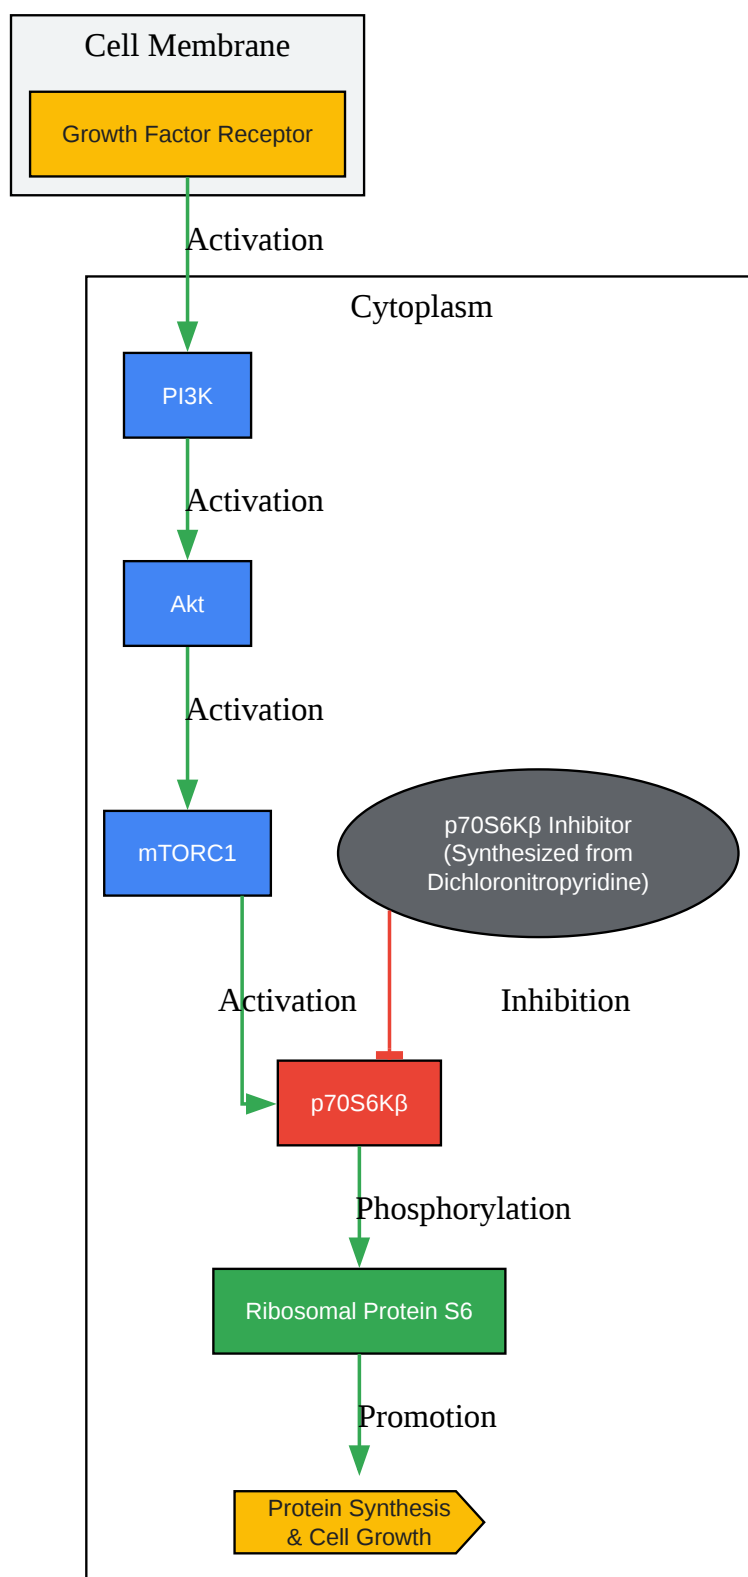 Cell Membrane
Growth Factor Receptor
Activation
Cytoplasm
PI3K
Activation
Akt
Activation
mTORC1
p70S6Kβ Inhibitor
(Synthesized from
Dichloronitropyridine)
Activation
Inhibition
p70S6Kβ
Phosphorylation
Ribosomal Protein S6
Promotion
Protein Synthesis
& Cell Growth